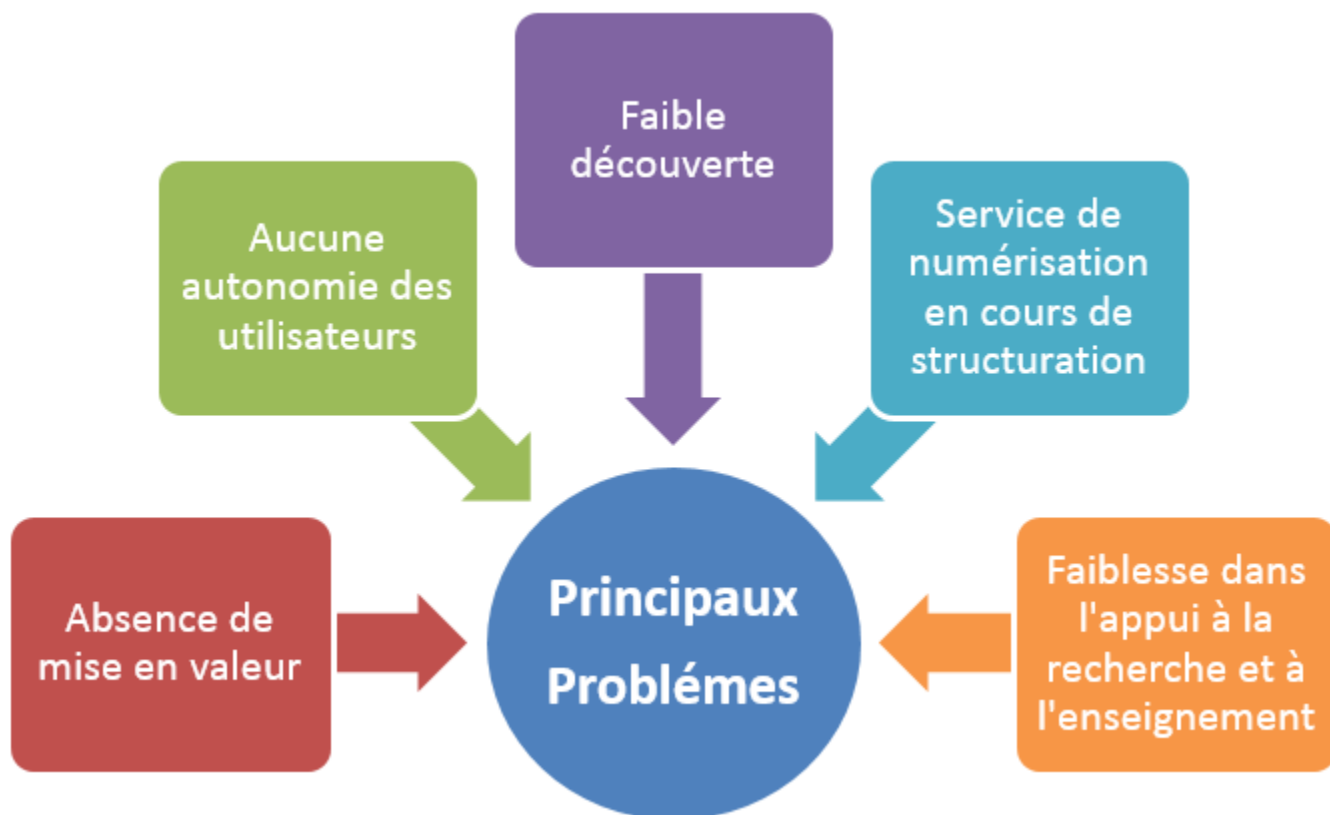 Faible
découverte
Aucune
autonomie des
utilisateurs
Service de
numérisation
en cours de
structuration
Absence de
mise en valeur
Principaux
Problémes
Faiblesse dans
l'appui à la
recherche et à
l'enseignement